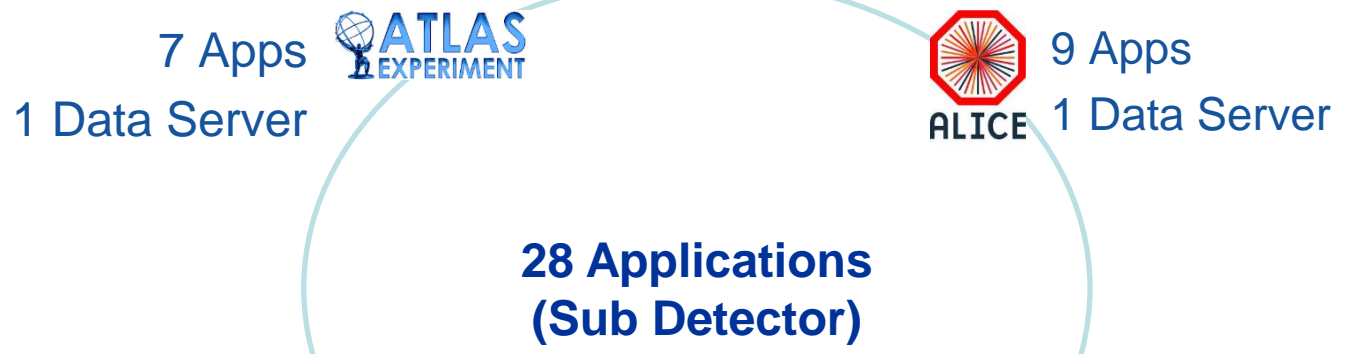 7 Apps
1 Data Server
ATLAS
EXPERIMENT
ALICE
9 Apps
1 Data Server
28 Applications
(Sub Detector)